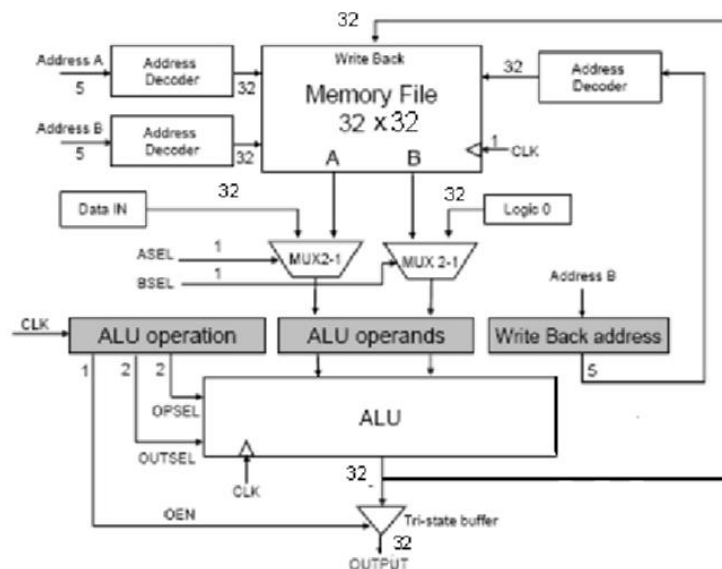 32
Address A
5
Address
Decoder
32
Write Back
Memory File
32 x 32
A B
1
CLK
32
Address
Decoder
Address B
5
Address
Decoder
32
32
Data IN
32
Logic 0
ASEL 1
BSEL 1
MUX2-1
MUX 2-1
Address B
CLK
ALU operation
ALU operands
Write Back address
1 2 2
5
OPSEL
OUTSEL
ALU
CLK
32
OEN
Tri-state buffer
32
OUTPUT